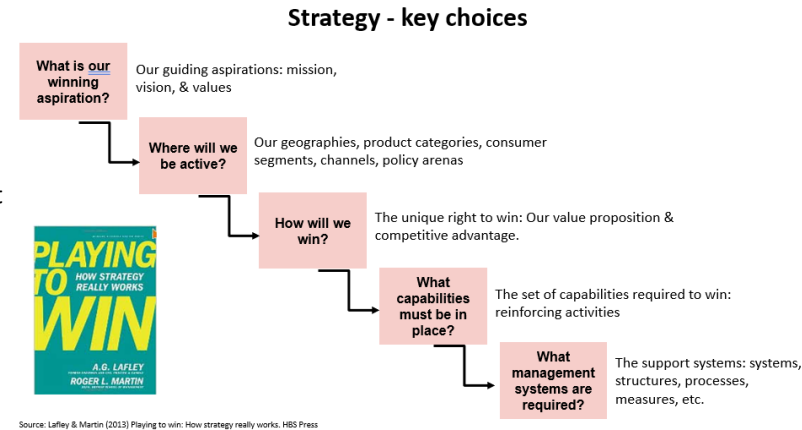 Strategy - key choices
What is our
winning
aspiration?
Our guiding aspirations: mission,
vision, & values
Where will we
be active?
Our geographies, product categories, consumer
segments, channels, policy arenas
How will we
win?
The unique right to win: Our value proposition &
competitive advantage.
What
capabilities
must be in
place?
The set of capabilities required to win:
reinforcing activities
What
management
systems are
required?
The support systems: systems,
structures, processes,
measures, etc.
PLAYING
TO
HOW STRATEGY
REALLY WORKS
WIN
A.G. LAFLEY
ROGER L. MARTIN
Source: Lafley & Martin (2013) Playing to win: How strategy really works. HBS Press